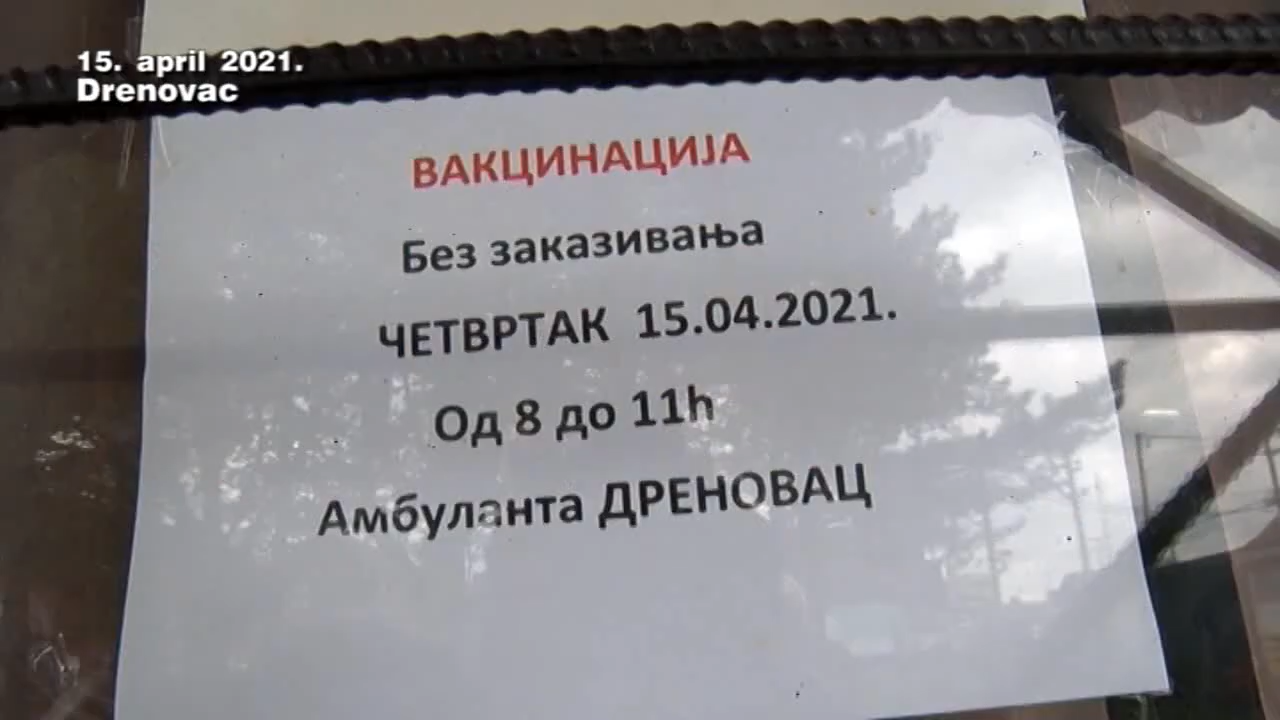 15. april 2021.
Drenovac
ВАКЦИНАЦИЈА
Без заказивања
ЧЕТВРТАК 15.04.2021.
Од 8 до 11h
Амбуланта ДРЕНОВАЦ